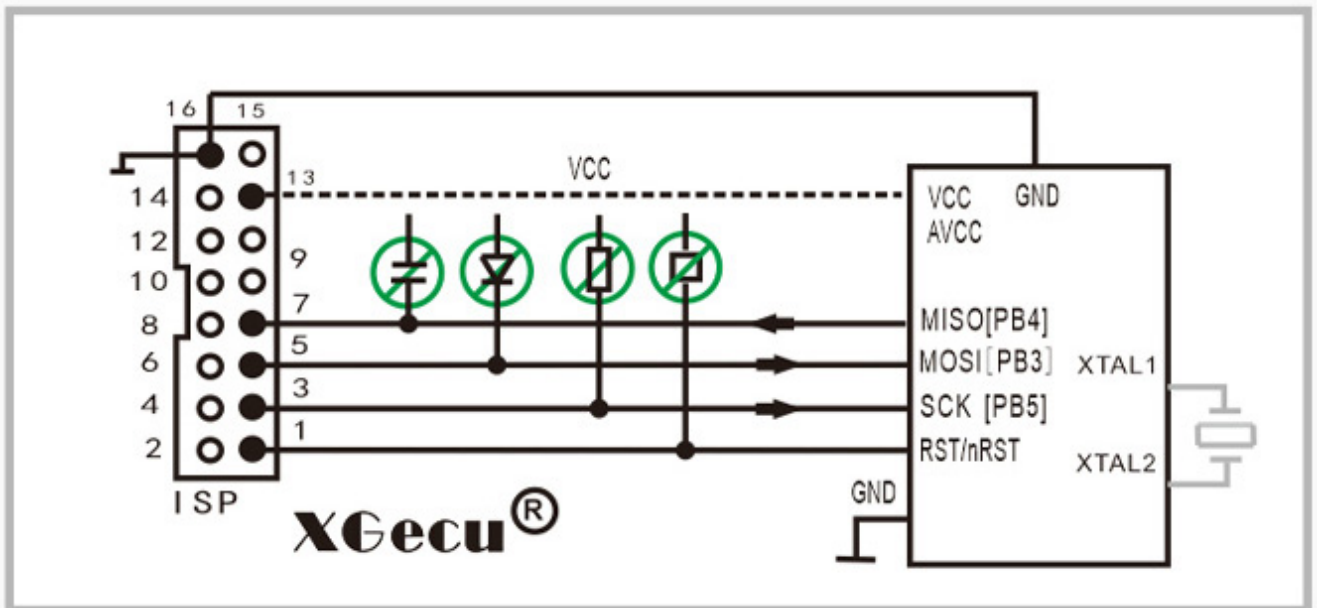 16 15
13
VCC
14
VCC
GND
12
AVCC
9
10
7
8
MISO[PB4]
5
6
MOSI[PB3]
XTAL1
3
4
SCK [PB5]
1
2
RST/nRST
XTAL2
GND
ISP
XGecu®